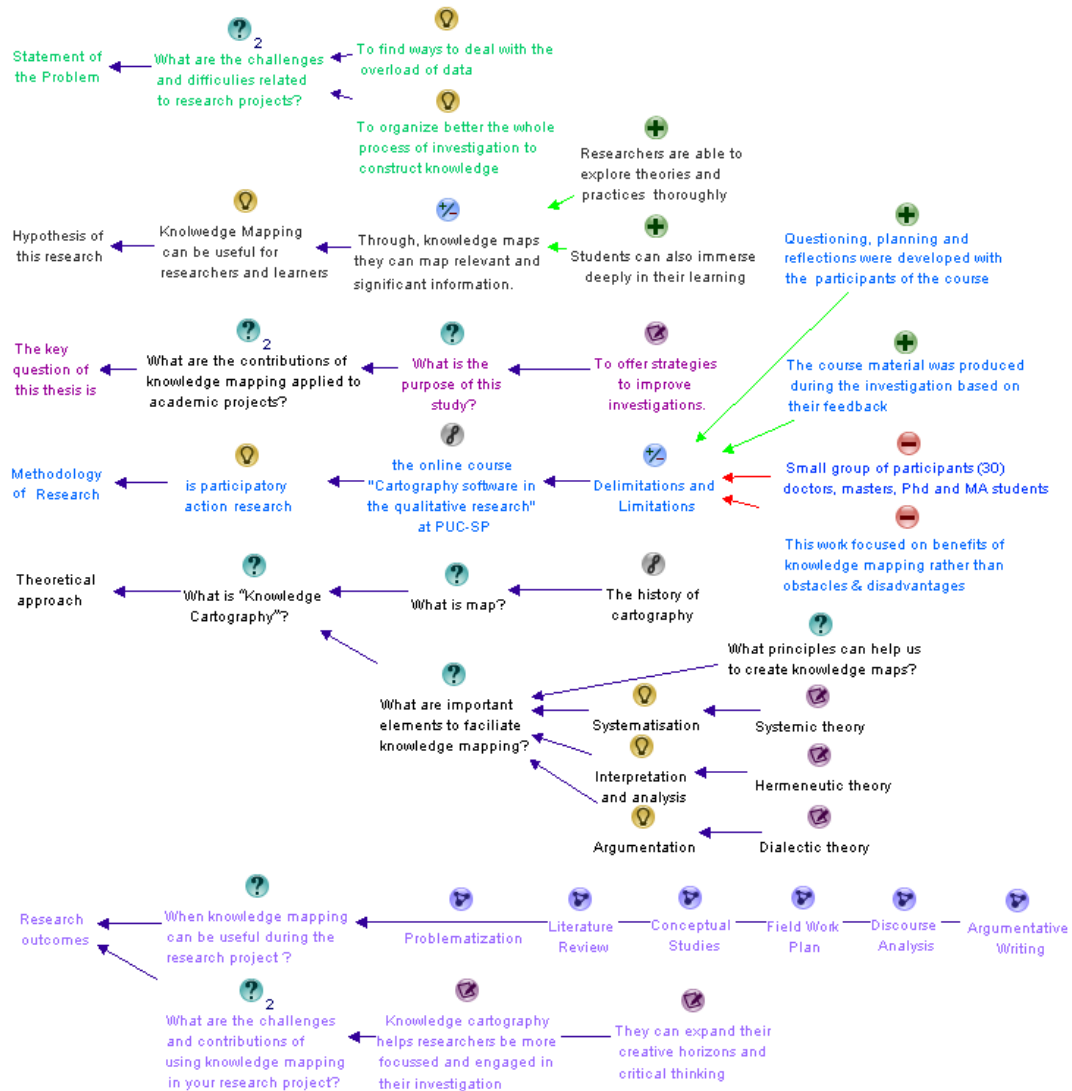 2
Statement of
the Problem
What are the challenges
and difficulies related
to research projects?
To find ways to deal with the
overload of data
To organize better the whole
process of investigation to
construct knowledge
Hypothesis of
this research
Knolwedge Mapping
can be useful for
researchers and learners
Through, knowledge maps
they can map relevant and
significant information.
Researchers are able to
explore theories and
practices thoroughly
Students can also immerse
deeply in their learning
The key
question of
this thesis is
2
What are the contributions of
knowledge mapping applied to
academic projects?
What is the
purpose of this
study?
To offer strategies
to improve
investigations.
Methodology
of Research
is participatory
action research
the online course
"Cartography software in
the qualitative research"
at PUC-SP
Delimitations and
Limitations
Questioning, planning and
reflections were developed with
the participants of the course
The course material was produced
during the investigation based on
their feedback
Small group of participants (30)
doctors, masters, Phd and MA students
This work focused on benefits of
knowledge mapping rather than
obstacles & disadvantages
Theoretical
approach
What is "Knowledge
Cartography"?
What is map?
The history of
cartography
What are important
elements to faciliate
knowledge mapping?
What principles can help us
to create knowledge maps?
Systematisation
Systemic theory
Interpretation
and analysis
Hermeneutic theory
Argumentation
Dialectic theory
Research
outcomes
When knowledge mapping
can be useful during the
research project ?
Problematization
Literature
Review
Conceptual
Studies
Field Work
Plan
Discourse
Analysis
Argumentative
Writing
2
What are the challenges
and contributions of
using knowledge mapping
in your research project?
Knowledge cartography
helps researchers be more
focussed and engaged in
their investigation
They can expand their
creative horizons and
critical thinking